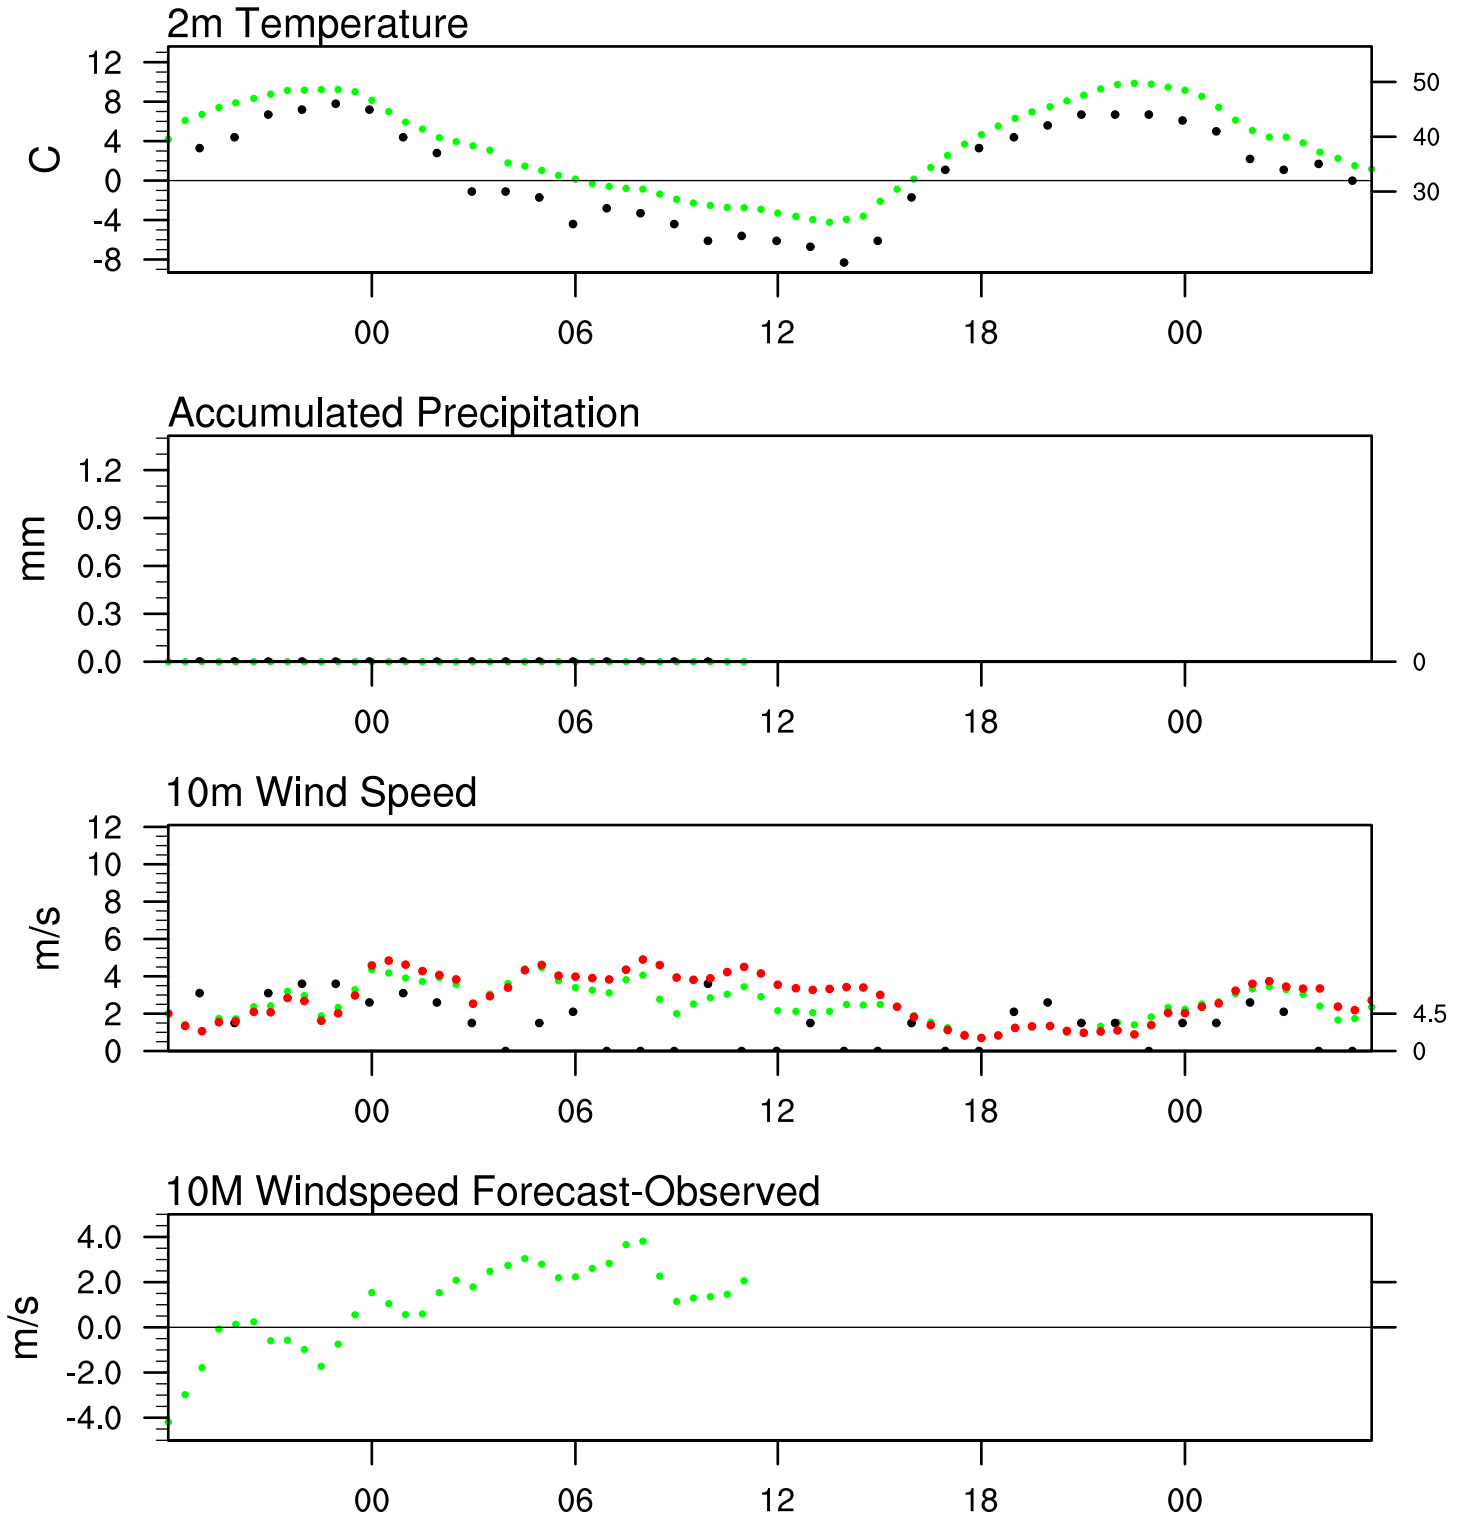 2m Temperature
12
8
4
0
-4
-8
C
50
40
30
00 06 12 18 00
Accumulated Precipitation
1.2
0.9
0.6
0.3
0.0
mm
0
00 06 12 18 00
10m Wind Speed
12
10
8
6
4
2
0
m/s
4.5
0
00 06 12 18 00
10M Windspeed Forecast-Observed
4.0
2.0
0.0
-2.0
-4.0
m/s
00 06 12 18 00